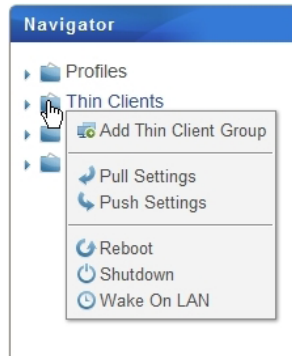 Navigator
Profiles
Thin Clients
Add Thin Client Group
Pull Settings
Push Settings
Reboot
Shutdown
Wake On LAN